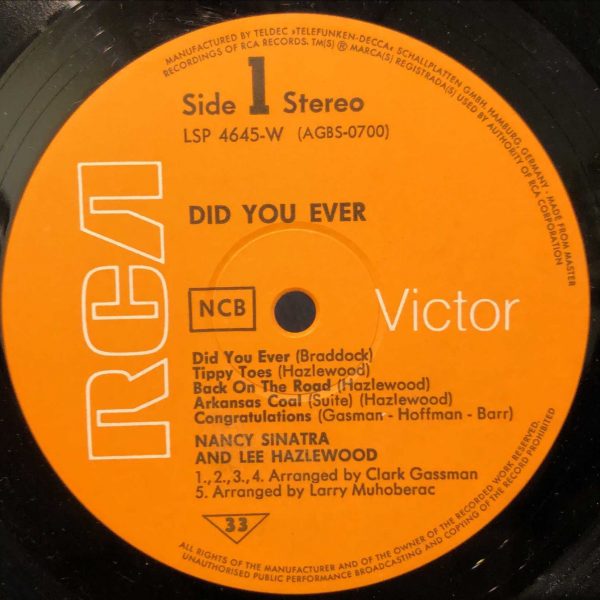 MANUFACTURED BY TELDEC »TELEFUNKEN-DECCA« SCHALLPLATTEN GMBH, HAMBURG, GERMANY - MADE FROM MASTER
RECORDINGS OF RCA RECORDS. TM(S) ® MARCA(S) REGISTRADA(S) USED BY AUTHORITY OF RCA CORPORATION
Side 1 Stereo
LSP 4645-W (AGBS-0700)
DID YOU EVER
RCA
NCB
Victor
Did You Ever (Braddock)
Tippy Toes (Hazlewood)
Back On The Road (Hazlewood)
Arkansas Coal (Suite) (Hazlewood)
Congratulations (Gasman - Hoffman - Barr)
NANCY SINATRA
AND LEE HAZLEWOOD
1.,2.,3.,4. Arranged by Clark Gassman
5. Arranged by Larry Muhoberac
33
ALL RIGHTS OF THE MANUFACTURER AND OF THE OWNER OF THE RECORDED WORK RESERVED.
UNAUTHORISED PUBLIC PERFORMANCE BROADCASTING AND COPYING OF THIS RECORD PROHIBITED